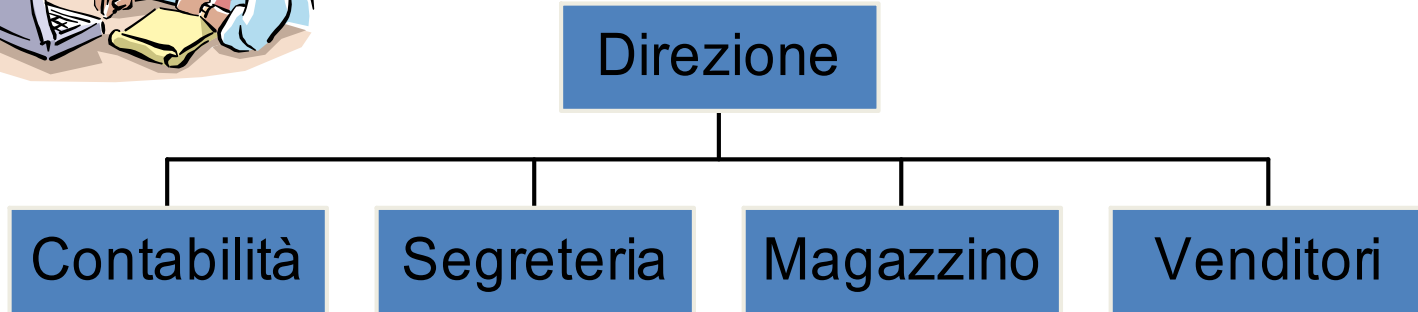 Direzione
Contabilità
Segreteria
Magazzino
Venditori